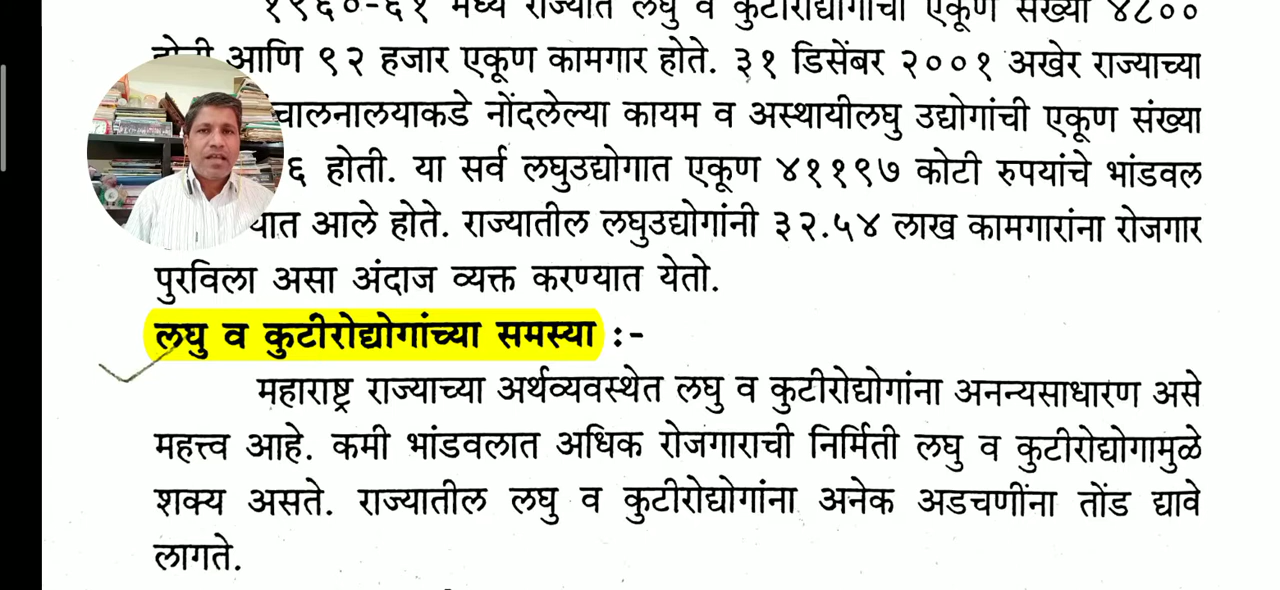 १९६०-६१ मध्ये राज्यात लघु व कुटीरोद्योगांची एकूण संख्या ४८००
होती आणि ९२ हजार एकूण कामगार होते. ३१ डिसेंबर २००१ अखेर राज्याच्या
नोंदलेल्या कायम व अस्थायीलघु उद्योगांची एकूण संख्या
६ होती. या सर्व लघुउद्योगात एकूण ४११९७ कोटी रुपयांचे भांडवल
आले होते. राज्यातील लघुउद्योगांनी ३२.५४ लाख कामगारांना रोजगार
पुरविला असा अंदाज व्यक्त करण्यात येतो.
लघु व कुटीरोद्योगांच्या समस्या :-
महाराष्ट्र राज्याच्या अर्थव्यवस्थेत लघु व कुटीरोद्योगांना अनन्यसाधारण असे
महत्त्व आहे. कमी भांडवलात अधिक रोजगाराची निर्मिती लघु व कुटीरोद्योगामुळे
शक्य असते. राज्यातील लघु व कुटीरोद्योगांना अनेक अडचणींना तोंड द्यावे
लागते.